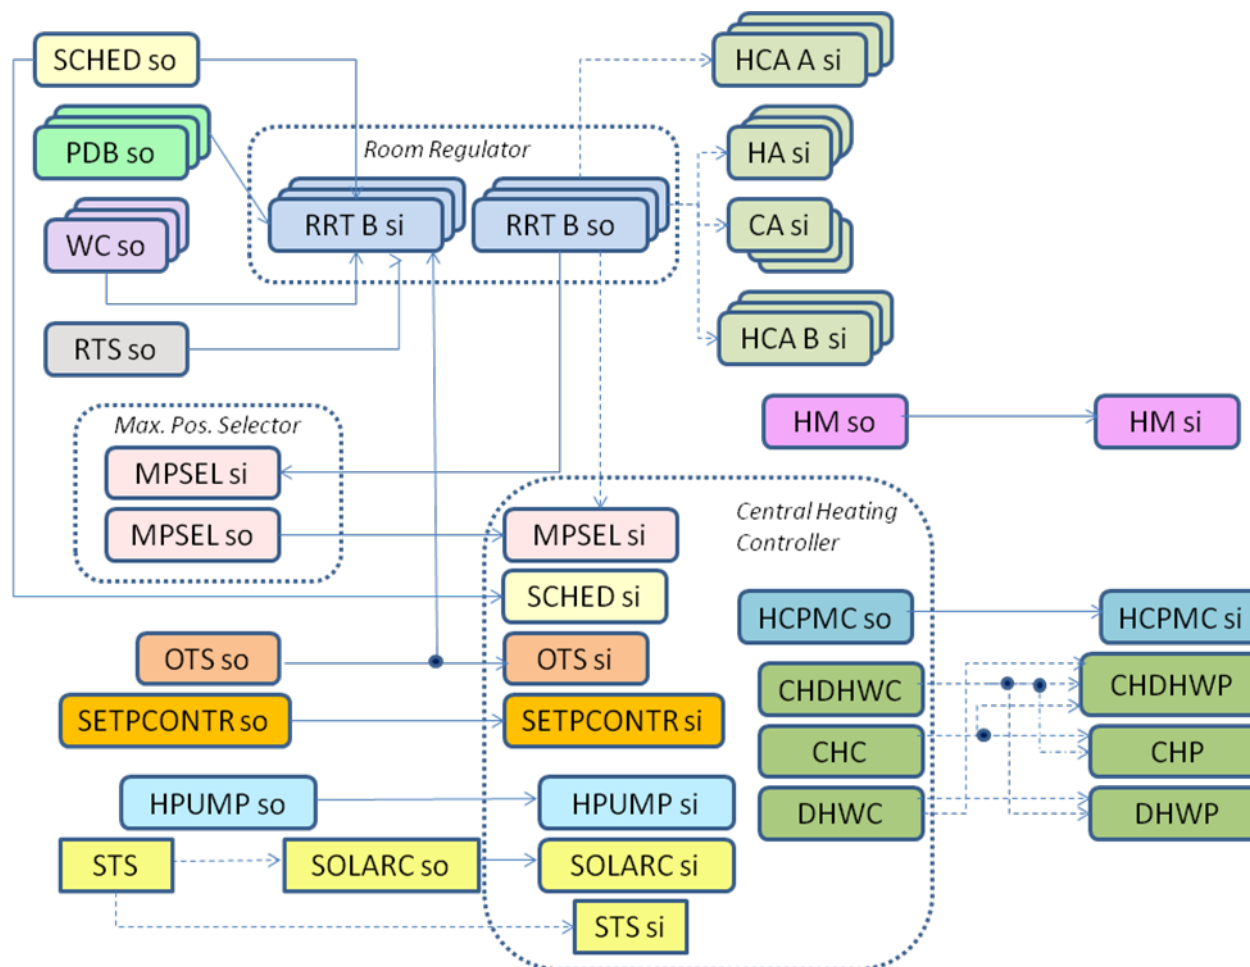 SCHED so
HCA A si
PDB so
Room Regulator
HA si
RRT B si
RRT B so
CA si
WC so
HCA B si
RTS so
Max. Pos. Selector
HM so
HM si
MPSEL si
MPSEL so
MPSEL si
Central Heating
Controller
SCHED si
HCPMC so
HCPMC si
OTS so
OTS si
CHDHWC
CHDHWP
SETPCONTR so
SETPCONTR si
CHC
CHP
HPUMP so
HPUMP si
DHWC
DHWP
STS
SOLARC so
SOLARC si
STS si